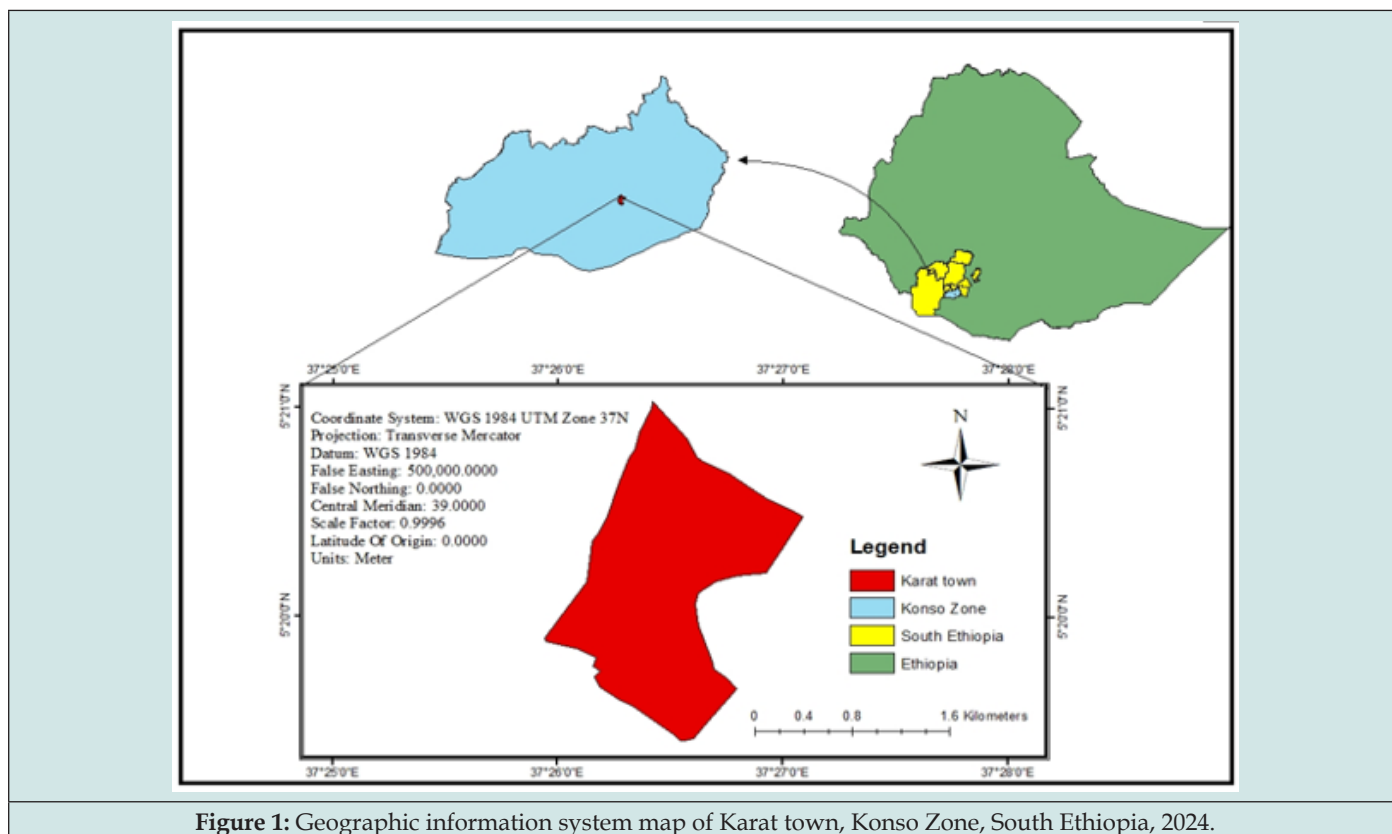 37°25'0"E 37°26'0"E 37°27'0"E 37°28'0"E
5°21'0"N
5°21'0"N
Coordinate System: WGS 1984 UTM Zone 37N
Projection: Transverse Mercator
Datum: WGS 1984
False Easting: 500,000.0000
False Northing: 0.0000
Central Meridian: 39.0000
Scale Factor: 0.9996
Latitude Of Origin: 0.0000
Units: Meter
N
Legend
Karat town
Konso Zone
South Ethiopia
Ethiopia
5°20'0"N
5°20'0"N
0 0.4 0.8 1.6 Kilometers
37°25'0"E 37°26'0"E 37°27'0"E 37°28'0"E
Figure 1: Geographic information system map of Karat town, Konso Zone, South Ethiopia, 2024.